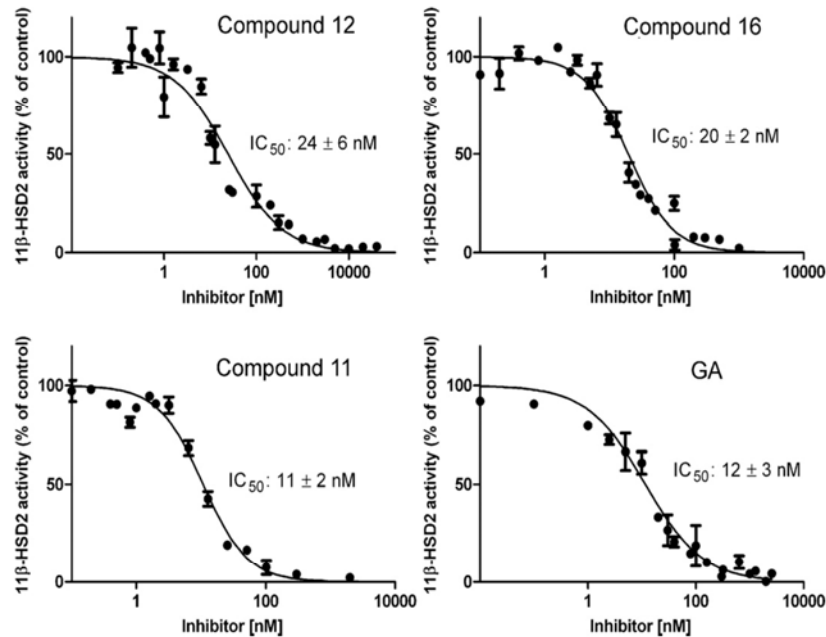 Compound 12
11β-HSD2 activity (% of control)
100
50
0
IC50: 24 ± 6 nM
1
100
10000
Inhibitor [nM]
Compound 16
11β-HSD2 activity (% of control)
100
50
0
IC50: 20 ± 2 nM
1
100
10000
Inhibitor [nM]
Compound 11
11β-HSD2 activity (% of control)
100
50
0
IC50: 11 ± 2 nM
1
100
10000
Inhibitor [nM]
GA
11β-HSD2 activity (% of control)
100
50
0
IC50: 12 ± 3 nM
1
100
10000
Inhibitor [nM]